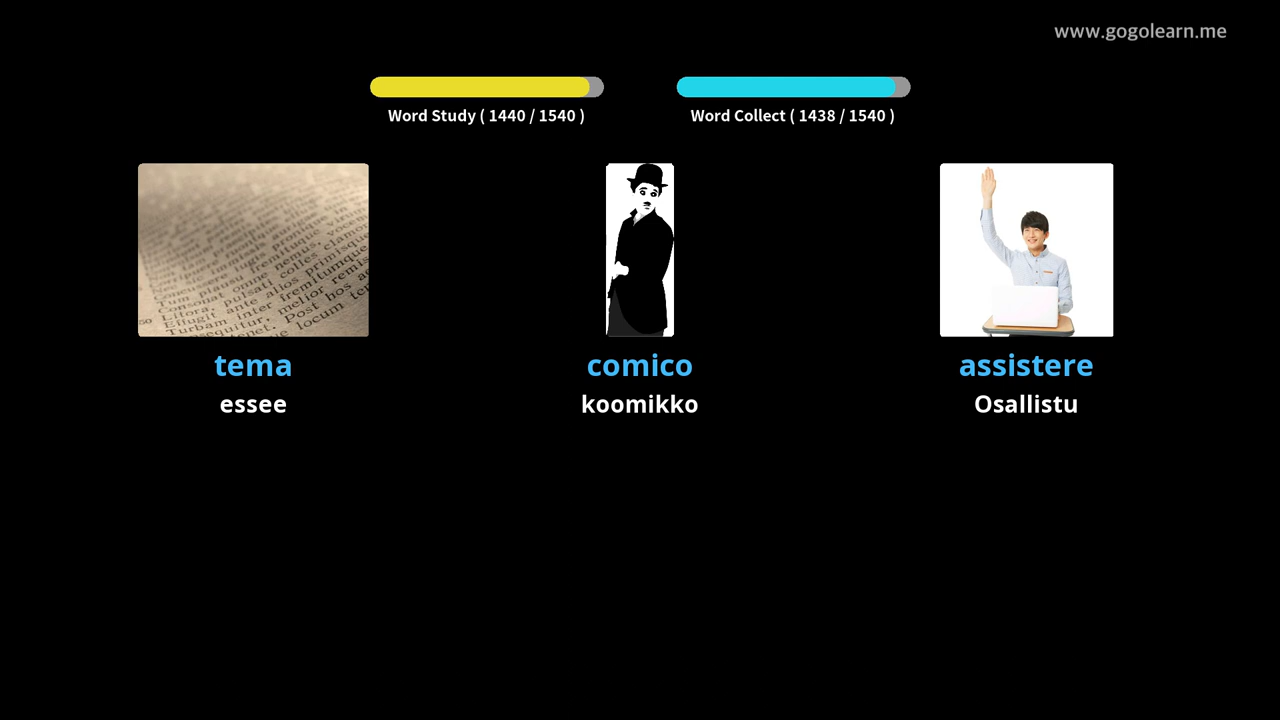 www.gogolearn.me
Word Study ( 1440 / 1540 )
Word Collect ( 1438 / 1540 )
tema
comico
assistere
essee
koomikko
Osallistu